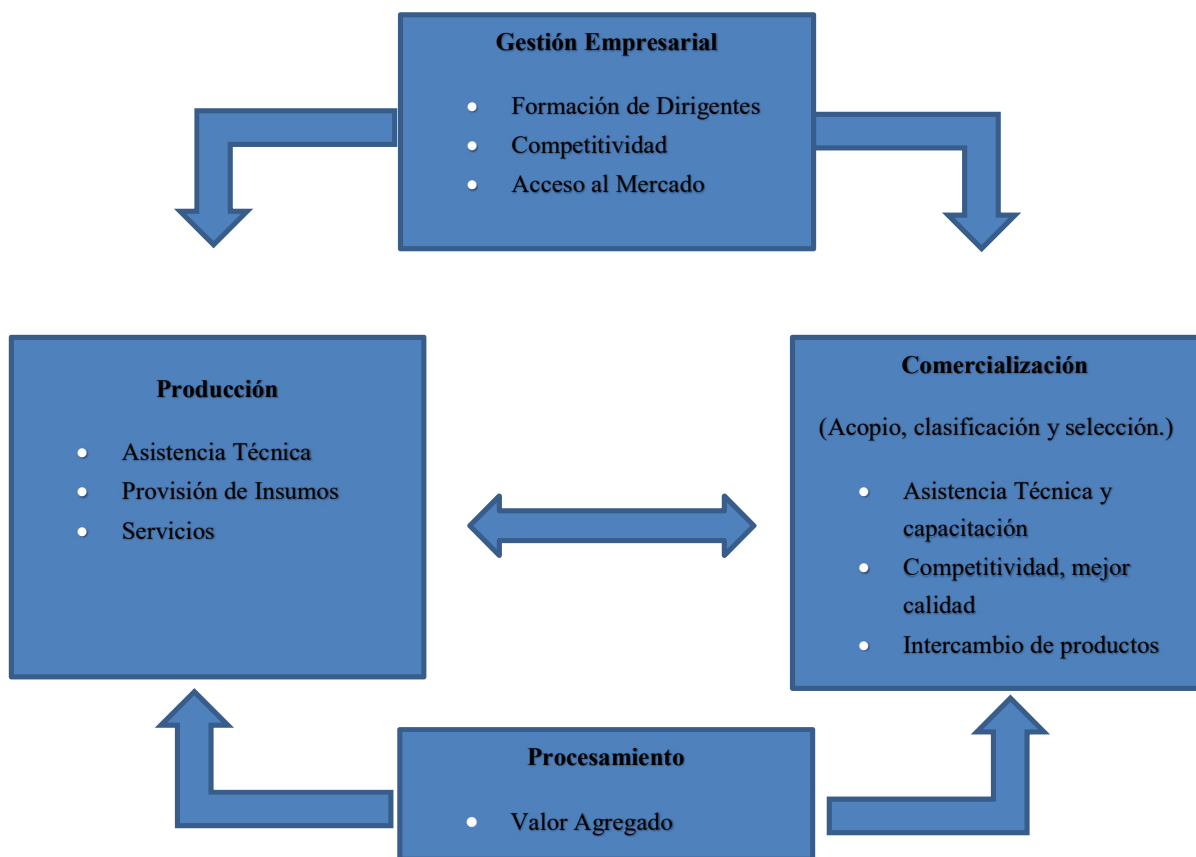 Gestión Empresarial
• Formación de Dirigentes
• Competitividad
• Acceso al Mercado
Producción
• Asistencia Técnica
• Provisión de Insumos
• Servicios
Comercialización
(Acopio, clasificación y selección.)
• Asistencia Técnica y
capacitación
• Competitividad, mejor
calidad
• Intercambio de productos
Procesamiento
• Valor Agregado